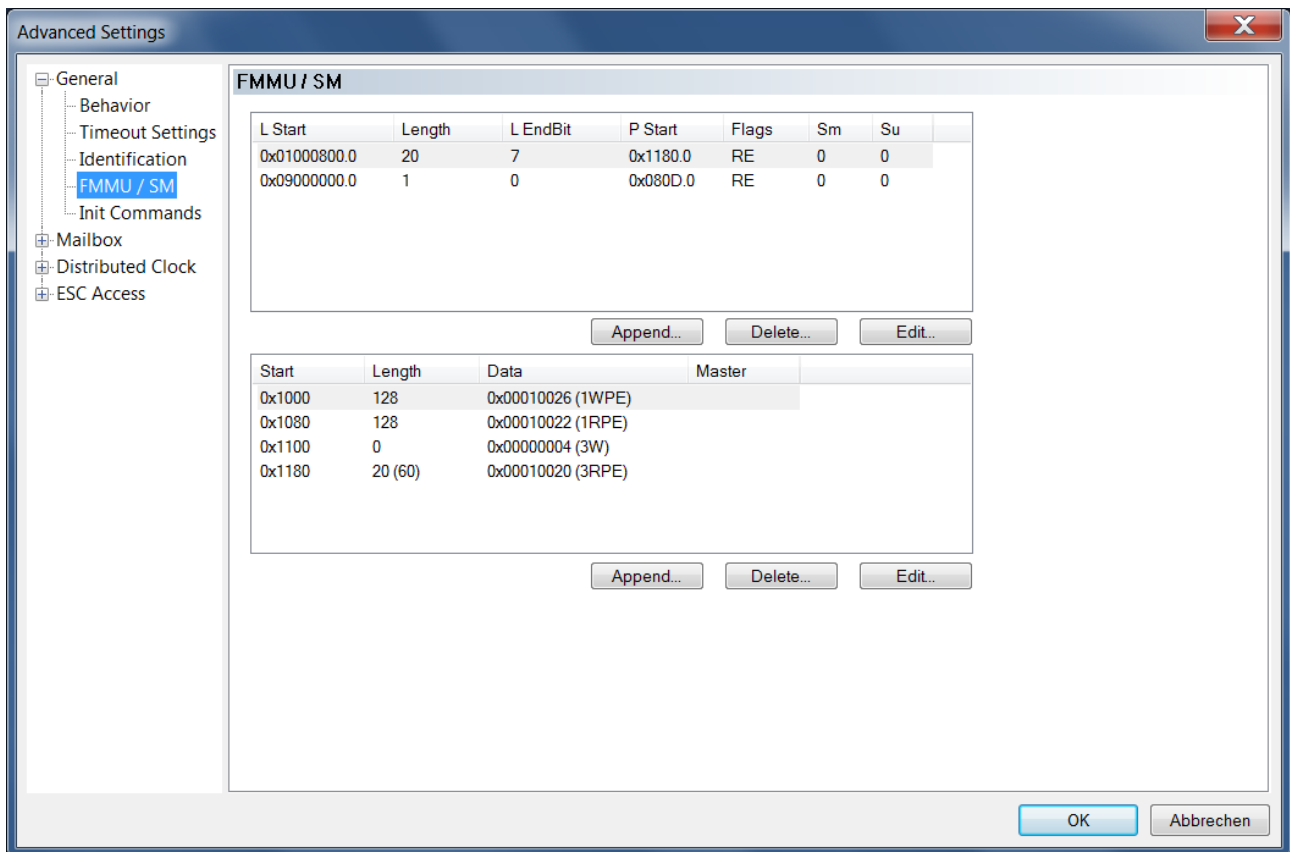 Advanced Settings
General
Behavior
Timeout Settings
Identification
FMMU / SM
Init Commands
Mailbox
Distributed Clock
ESC Access
FMMU / SM
L Start Length L EndBit P Start Flags Sm Su
0x01000800.0 20 7 0x1180.0 RE 0 0
0x09000000.0 1 0 0x080D.0 RE 0 0
Append... Delete... Edit...
Start Length Data Master
0x1000 128 0x00010026 (1WPE)
0x1080 128 0x00010022 (1RPE)
0x1100 0 0x00000004 (3W)
0x1180 20 (60) 0x00010020 (3RPE)
Append... Delete... Edit...
OK Abbrechen